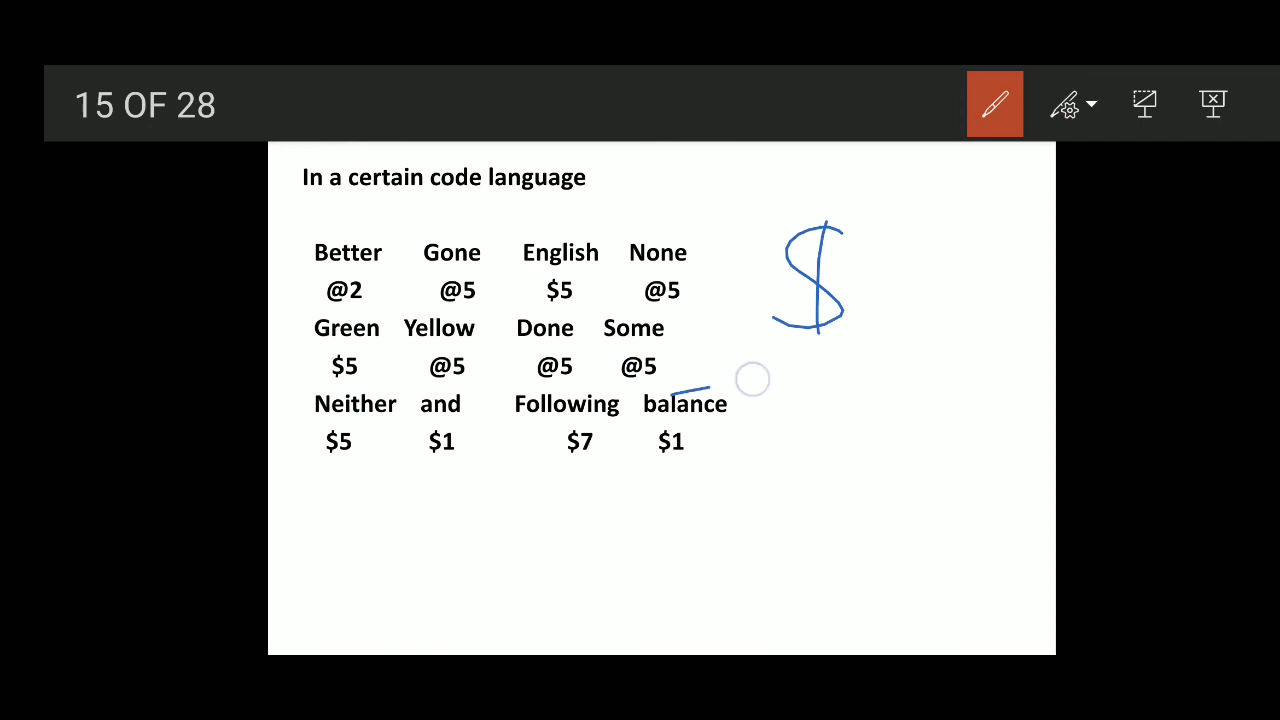 15 OF 28
In a certain code language
Better Gone English None
@2 @5 $5 @5
Green Yellow Done Some
$5 @5 @5 @5
Neither and Following balance
$5 $1 $7 $1
$